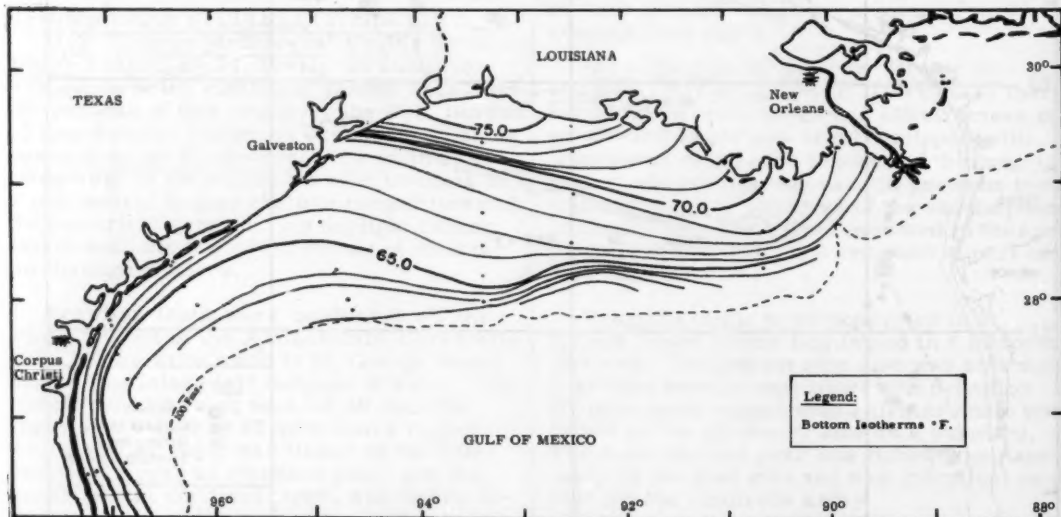 LOUISIANA
30°
TEXAS
75.0
New
Orleans
Galveston
70.0
65.0
28°
Corpus
Christi
Legend:
Bottom Isotherms °F.
GULF OF MEXICO
96°
94°
92°
90°
88°